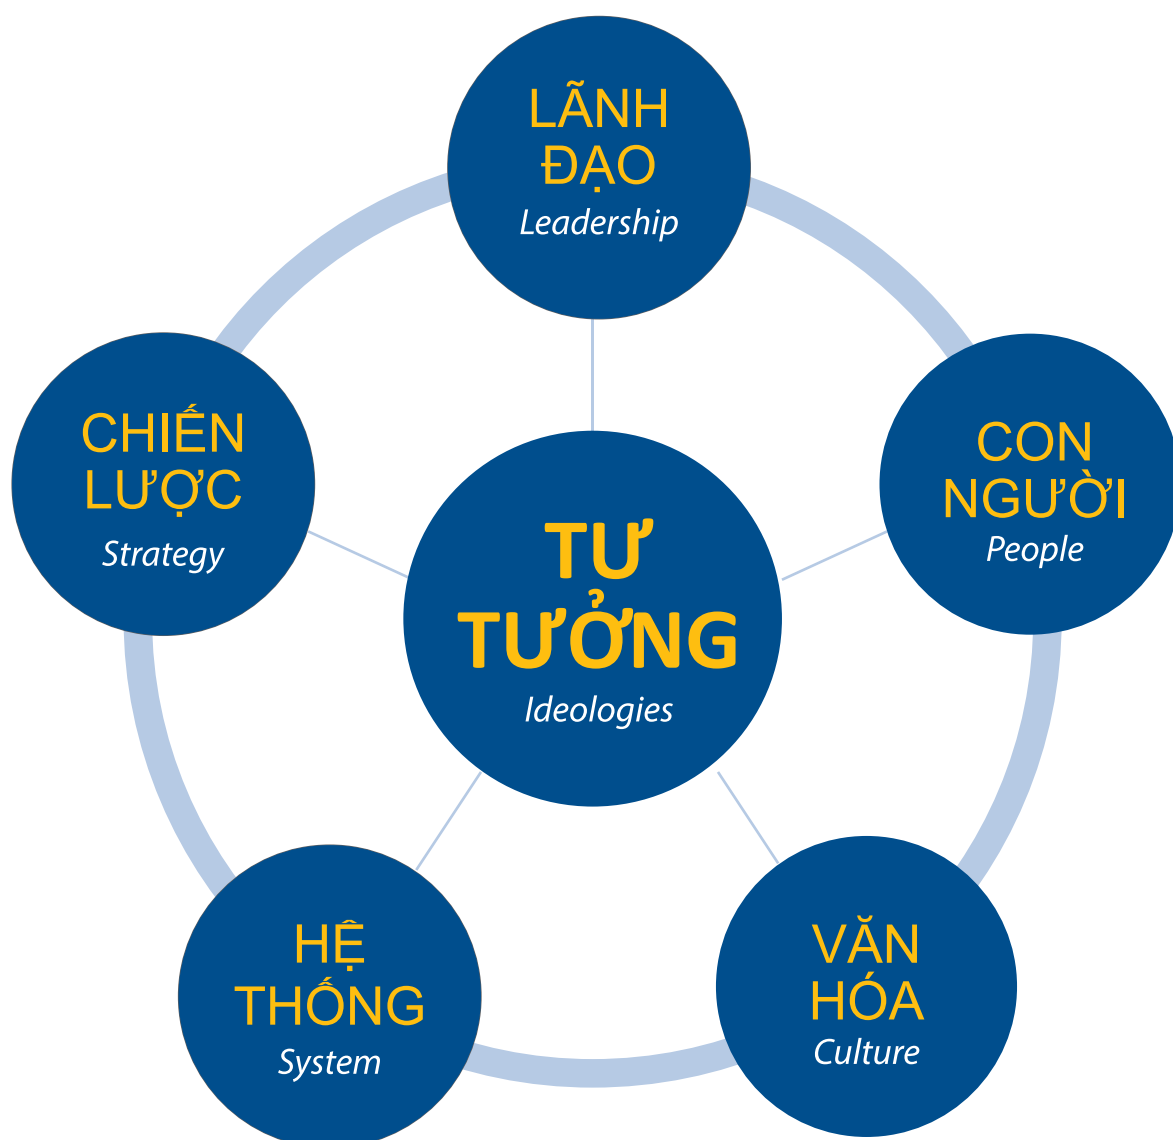 LÃNH
ĐẠO
Leadership
CHIẾN
LƯỢC
Strategy
CON
NGƯỜI
People
TƯ
TƯỞNG
Ideologies
HỆ
THỐNG
System
VĂN
HÓA
Culture